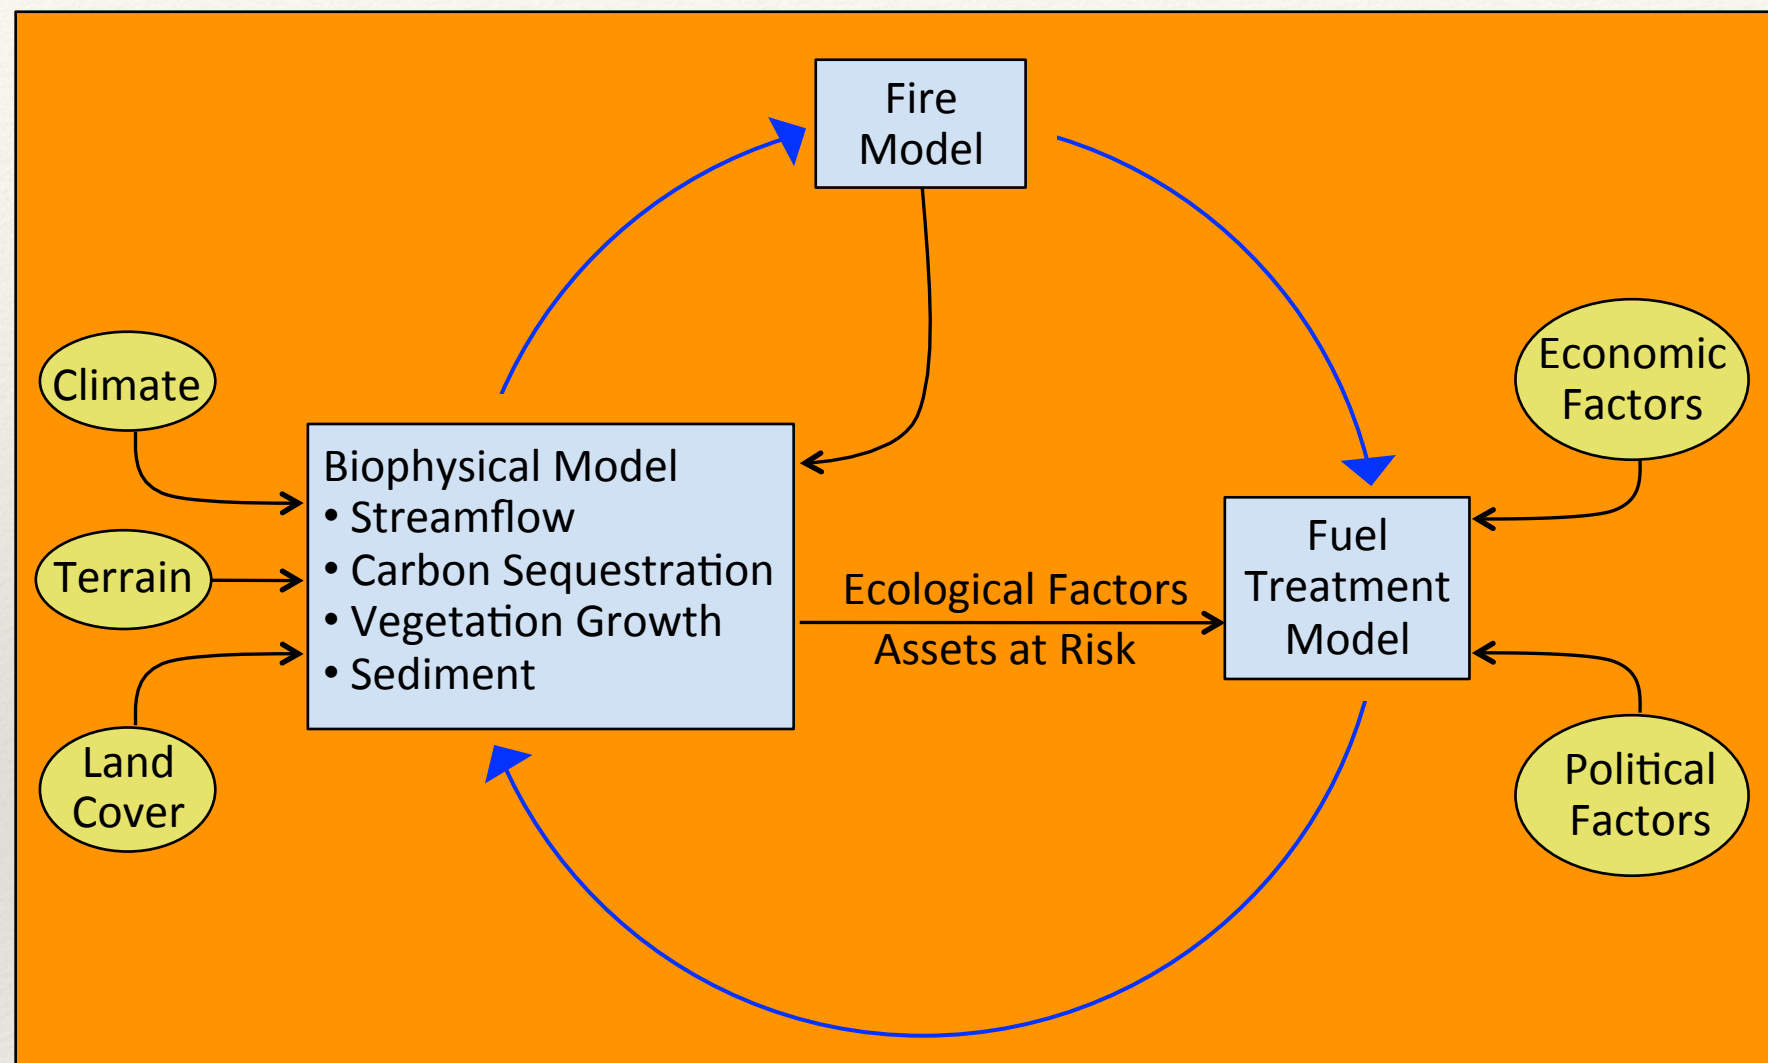 Fire
Model
Climate
Terrain
Land
Cover
Biophysical Model
• Streamflow
• Carbon Sequestration
• Vegetation Growth
• Sediment
Ecological Factors
Assets at Risk
Fuel
Treatment
Model
Economic
Factors
Political
Factors